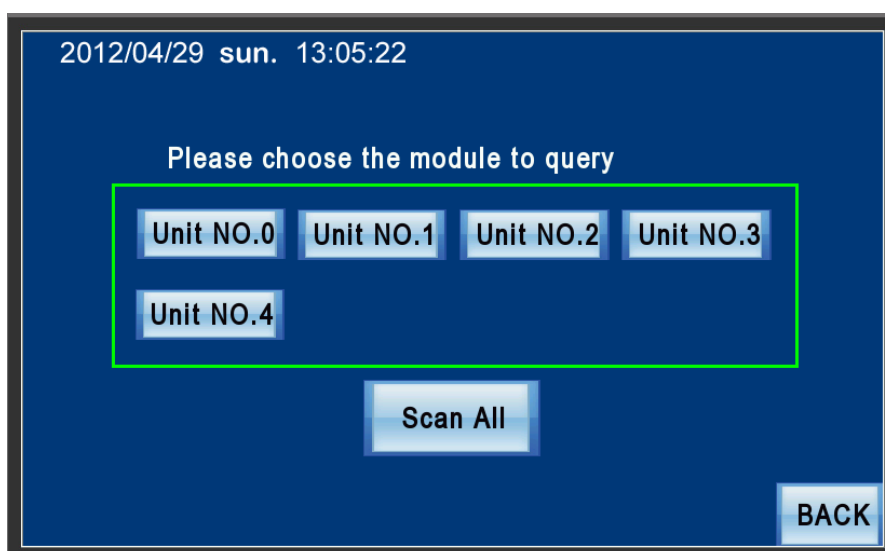 2012/04/29 sun. 13:05:22
Please choose the module to query
Unit NO.0 Unit NO.1 Unit NO.2 Unit NO.3
Unit NO.4
Scan All
BACK